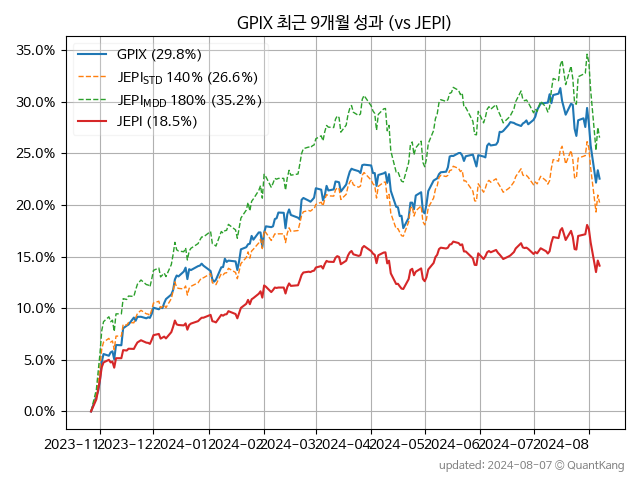 GPIX 최근 9개월 성과 (vs JEPI)
GPIX (29.8%)
JEPI_STD 140% (26.6%)
JEPI_MDD 180% (35.2%)
JEPI (18.5%)
35.0%
30.0%
25.0%
20.0%
15.0%
10.0%
5.0%
0.0%
2023-11 2023-12 2024-01 2024-02 2024-03 2024-04 2024-05 2024-06 2024-07 2024-08
updated: 2024-08-07 © QuantKang